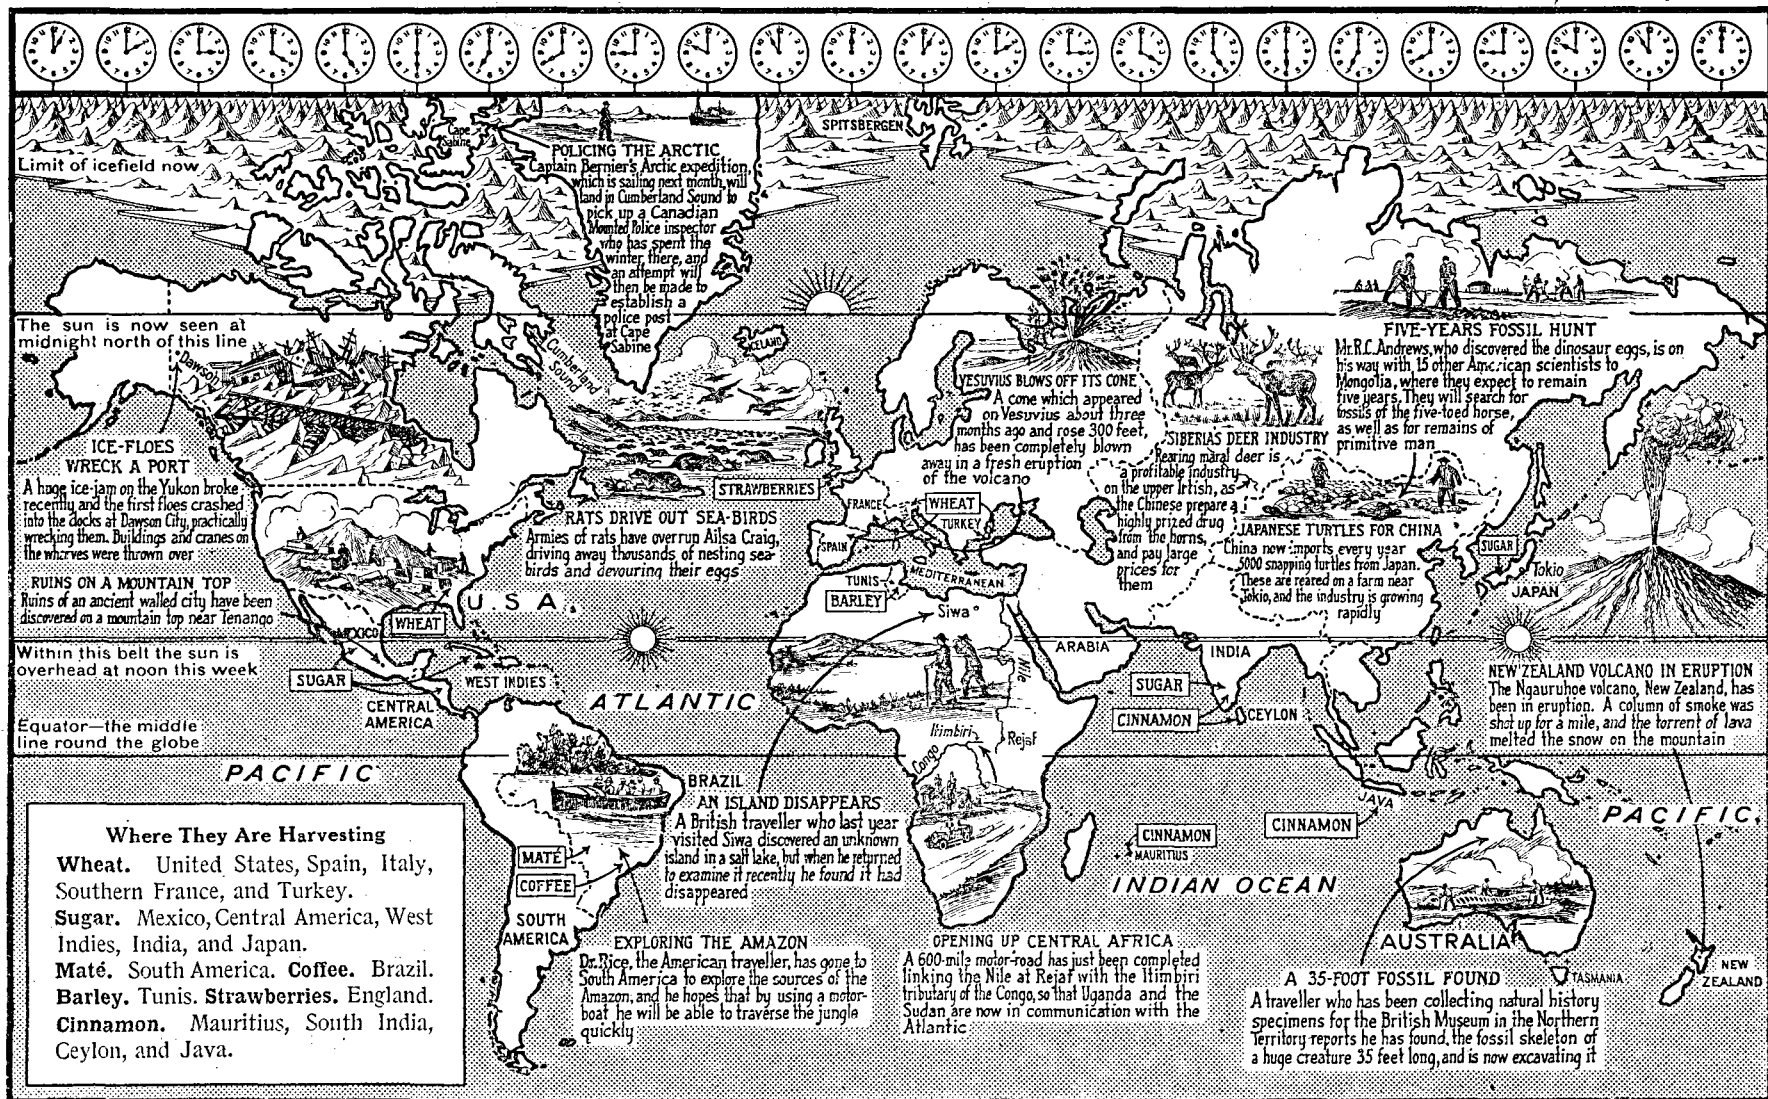 Cape
Sabine
SPITSBERGEN
Limit of icefield now
POLICING THE ARCTIC
Captain Bernier's Arctic expedition,
which is sailing next month, will
land in Cumberland Sound to
pick up a Canadian
Mounted Police inspector
who has spent the
winter there, and
an attempt will
then be made to
establish a
police post
at Cape
Sabine
The sun is now seen at
midnight north of this line
Dawson
Cumberland
Sound
ICELAND
ICE-FLOES
WRECK A PORT
A huge ice-jam on the Yukon broke
recently and the first floes crashed
into the docks at Dawson City, practically
wrecking them. Buildings and cranes on
the wharves were thrown over
RUINS ON A MOUNTAIN TOP
Ruins of an ancient walled city have been
discovered on a mountain top near Tenango
U.S.A.
MEXICO
WHEAT
Within this belt the sun is
overhead at noon this week
SUGAR
WEST INDIES
CENTRAL
AMERICA
Equator—the middle
line round the globe
PACIFIC
ATLANTIC
STRAWBERRIES
RATS DRIVE OUT SEA-BIRDS
Armies of rats have overrun Ailsa Craig,
driving away thousands of nesting sea-
birds and devouring their eggs
VESUVIUS BLOWS OFF ITS CONE
A cone which appeared
on Vesuvius about three
months ago and rose 300 feet,
has been completely blown
away in a fresh eruption
of the volcano
FRANCE
WHEAT
TURKEY
SPAIN
TUNIS
MEDITERRANEAN
BARLEY
Siwa
Nile
ARABIA
SIBERIAS DEER INDUSTRY
Rearing maral deer is
a profitable industry
on the upper Irtish, as
the Chinese prepare a
highly prized drug
from the horns,
and pay large
prices for
them
FIVE-YEARS FOSSIL HUNT
Mr. R.C. Andrews, who discovered the dinosaur eggs, is on
his way with 15 other American scientists to
Mongolia, where they expect to remain
five years. They will search for
fossils of the five-toed horse,
as well as for remains of
primitive man
JAPANESE TURTLES FOR CHINA
China now imports every year
5000 snapping turtles from Japan.
These are reared on a farm near
Tokio, and the industry is growing
rapidly
SUGAR
Tokio
JAPAN
INDIA
SUGAR
CINNAMON
CEYLON
NEW ZEALAND VOLCANO IN ERUPTION
The Ngauruhoe volcano, New Zealand, has
been in eruption. A column of smoke was
shot up for a mile, and the torrent of lava
melted the snow on the mountain
Itimbiri
Rejaf
Congo
BRAZIL
AN ISLAND DISAPPEARS
A British traveller who last year
visited Siwa discovered an unknown
island in a salt lake, but when he returned
to examine it recently he found it had
disappeared
MATÉ
COFFEE
SOUTH
AMERICA
EXPLORING THE AMAZON
Dr. Rice, the American traveller, has gone to
South America to explore the sources of the
Amazon, and he hopes that by using a motor-
boat he will be able to traverse the jungle
quickly
OPENING UP CENTRAL AFRICA
A 600-mile motor-road has just been completed
linking the Nile at Rejaf with the Itimbiri
tributary of the Congo, so that Uganda and the
Sudan are now in communication with the
Atlantic
CINNAMON
MAURITIUS
INDIAN OCEAN
JAVA
CINNAMON
PACIFIC.
AUSTRALIA
TASMANIA
NEW
ZEALAND
A 35-FOOT FOSSIL FOUND
A traveller who has been collecting natural history
specimens for the British Museum in the Northern
Territory reports he has found the fossil skeleton of
a huge creature 35 feet long, and is now excavating it
Where They Are Harvesting
Wheat. United States, Spain, Italy,
Southern France, and Turkey.
Sugar. Mexico, Central America, West
Indies, India, and Japan.
Maté. South America. Coffee. Brazil.
Barley. Tunis. Strawberries. England.
Cinnamon. Mauritius, South India,
Ceylon, and Java.